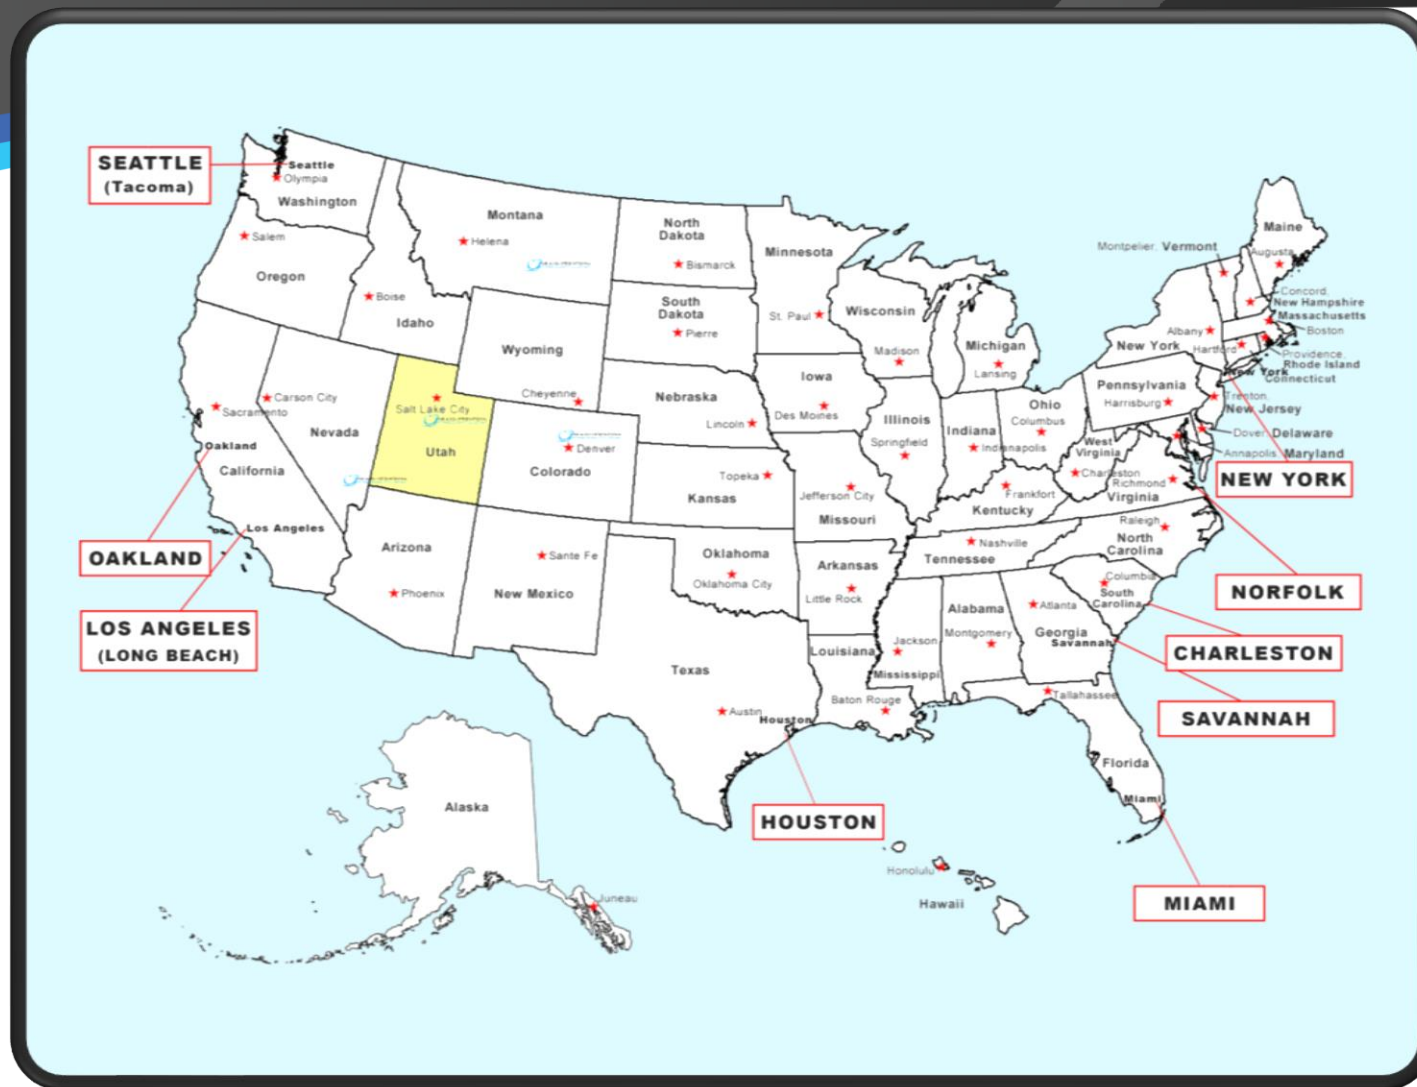 SEATTLE
(Tacoma)
Seattle
Olympia
Washington
Salem
Oregon
Montana
Helena
Boise
Idaho
North
Dakota
Bismarck
South
Dakota
Pierre
Minnesota
St. Paul
Wisconsin
Madison
Michigan
Lansing
Montpelier, Vermont
Maine
Augusta
Concord,
New Hampshire
Massachusetts
Boston
Albany
New York
Hartford
Providence,
Rhode Island
Connecticut
New York
Wyoming
Cheyenne
Nebraska
Lincoln
Iowa
Des Moines
Illinois
Springfield
Indiana
Indianapolis
Ohio
Columbus
Pennsylvania
Harrisburg
Trenton,
New Jersey
Dover, Delaware
Annapolis, Maryland
NEW YORK
Carson City
Nevada
Sacramento
Oakland
California
Los Angeles
OAKLAND
LOS ANGELES
(LONG BEACH)
Salt Lake City
Utah
Denver
Colorado
Topeka
Kansas
Jefferson City
Missouri
Frankfort
Kentucky
West
Virginia
Charleston
Richmond
Virginia
NORFOLK
Arizona
Phoenix
Sante Fe
New Mexico
Oklahoma
Oklahoma City
Arkansas
Little Rock
Nashville
Tennessee
Raleigh
North
Carolina
Columbia
South
Carolina
CHARLESTON
Atlanta
Georgia
Savannah
SAVANNAH
Alabama
Montgomery
Jackson
Mississippi
Louisiana
Baton Rouge
Texas
Austin
Houston
HOUSTON
Tallahassee
Florida
Miami
MIAMI
Alaska
Juneau
Honolulu
Hawaii